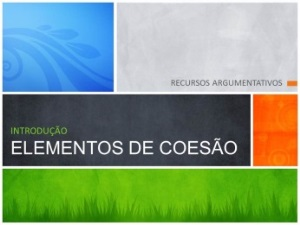 RECURSOS ARGUMENTATIVOS
INTRODUÇÃO
ELEMENTOS DE COESÃO